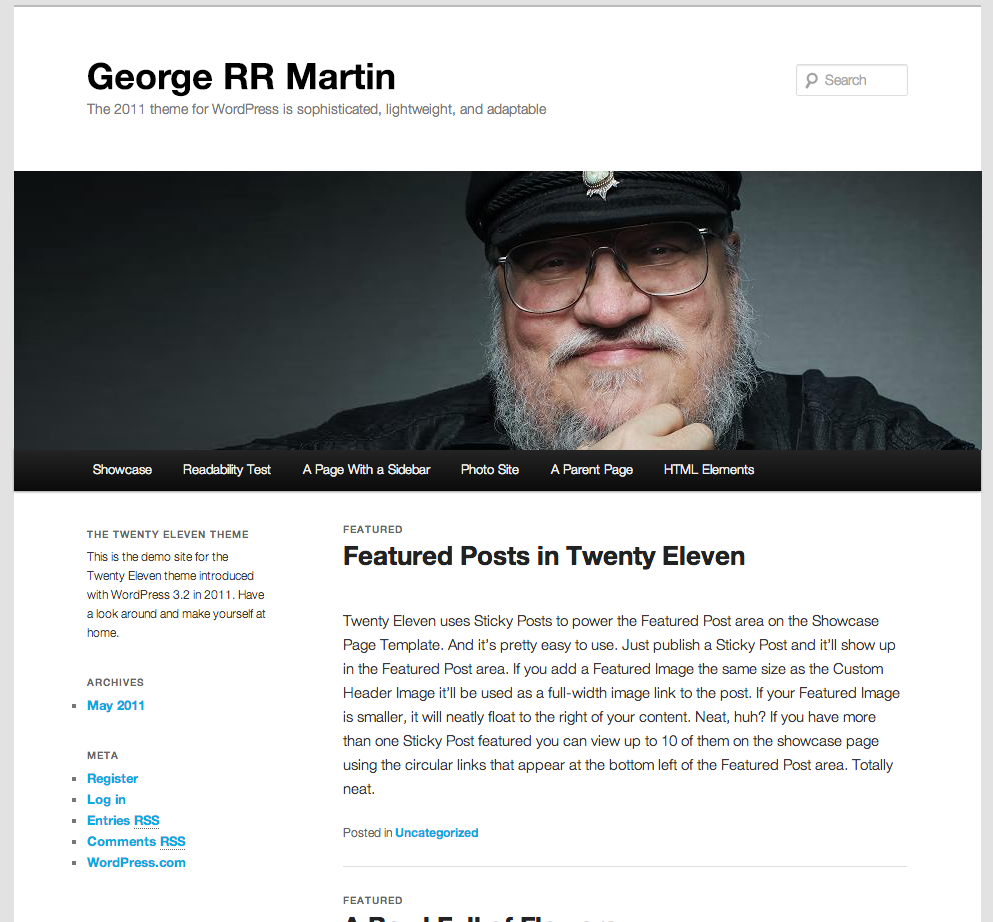 George RR Martin
The 2011 theme for WordPress is sophisticated, lightweight, and adaptable
Search
Showcase
Readability Test
A Page With a Sidebar
Photo Site
A Parent Page
HTML Elements
THE TWENTY ELEVEN THEME
This is the demo site for the
Twenty Eleven theme introduced
with WordPress 3.2 in 2011. Have
a look around and make yourself at
home.
ARCHIVES
May 2011
META
Register
Log in
Entries RSS
Comments RSS
WordPress.com
FEATURED
Featured Posts in Twenty Eleven
Twenty Eleven uses Sticky Posts to power the Featured Post area on the Showcase
Page Template. And it’s pretty easy to use. Just publish a Sticky Post and it’ll show up
in the Featured Post area. If you add a Featured Image the same size as the Custom
Header Image it’ll be used as a full-width image link to the post. If your Featured Image
is smaller, it will neatly float to the right of your content. Neat, huh? If you have more
than one Sticky Post featured you can view up to 10 of them on the showcase page
using the circular links that appear at the bottom left of the Featured Post area. Totally
neat.
Posted in Uncategorized
FEATURED